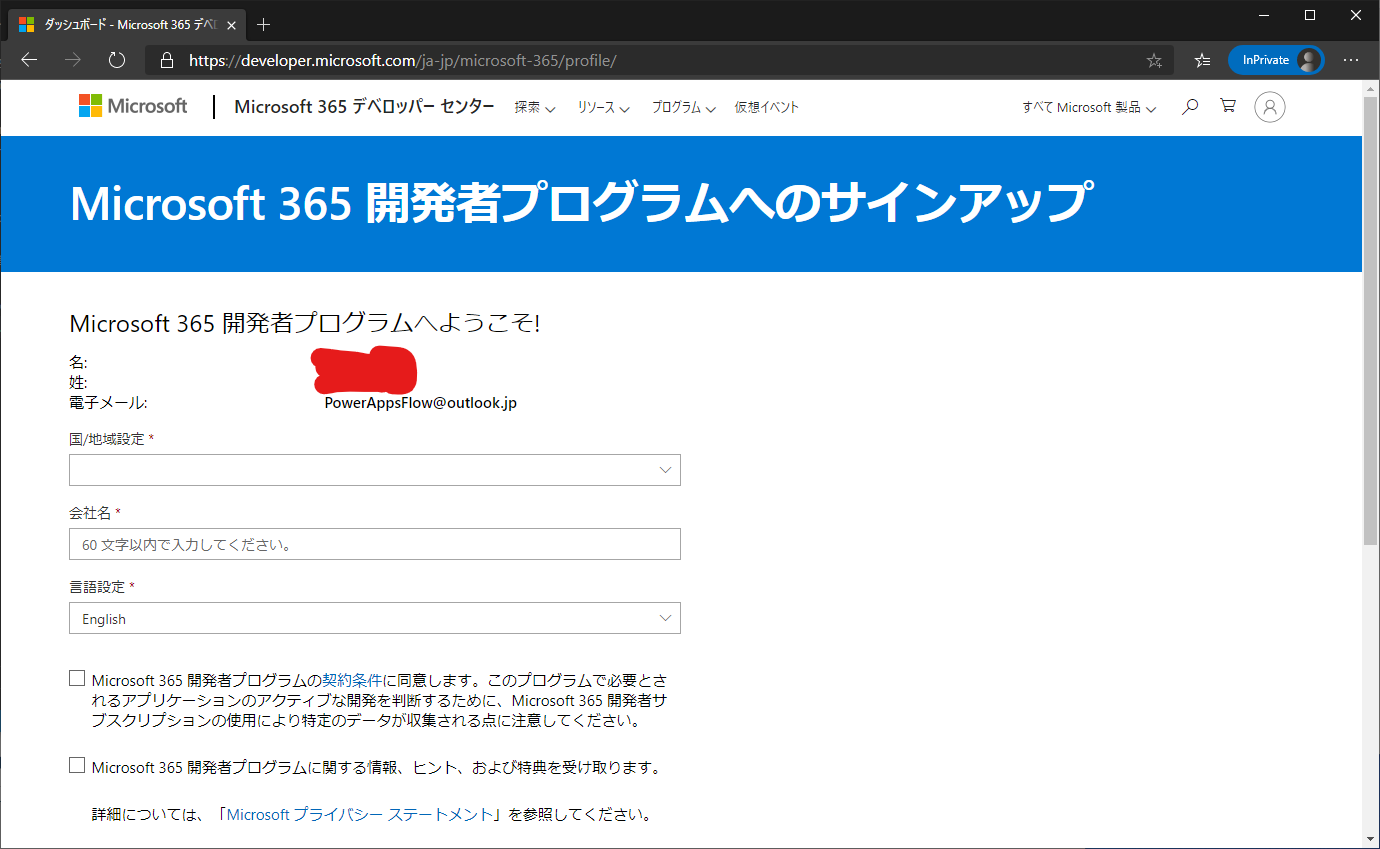 ダッシュボード - Microsoft 365 デベ
https://developer.microsoft.com/ja-jp/microsoft-365/profile/
InPrivate
Microsoft
Microsoft 365 デベロッパー センター
探索
リソース
プログラム
仮想イベント
すべて Microsoft 製品
Microsoft 365 開発者プログラムへのサインアップ
Microsoft 365 開発者プログラムへようこそ!
名:
姓:
電子メール: PowerAppsFlow@outlook.jp
国/地域設定 *
会社名 *
60 文字以内で入力してください。
言語設定 *
English
Microsoft 365 開発者プログラムの契約条件に同意します。このプログラムで必要とさ
れるアプリケーションのアクティブな開発を判断するために、Microsoft 365 開発者サ
ブスクリプションの使用により特定のデータが収集される点に注意してください。
Microsoft 365 開発者プログラムに関する情報、ヒント、および特典を受け取ります。
詳細については、「Microsoft プライバシー ステートメント」を参照してください。